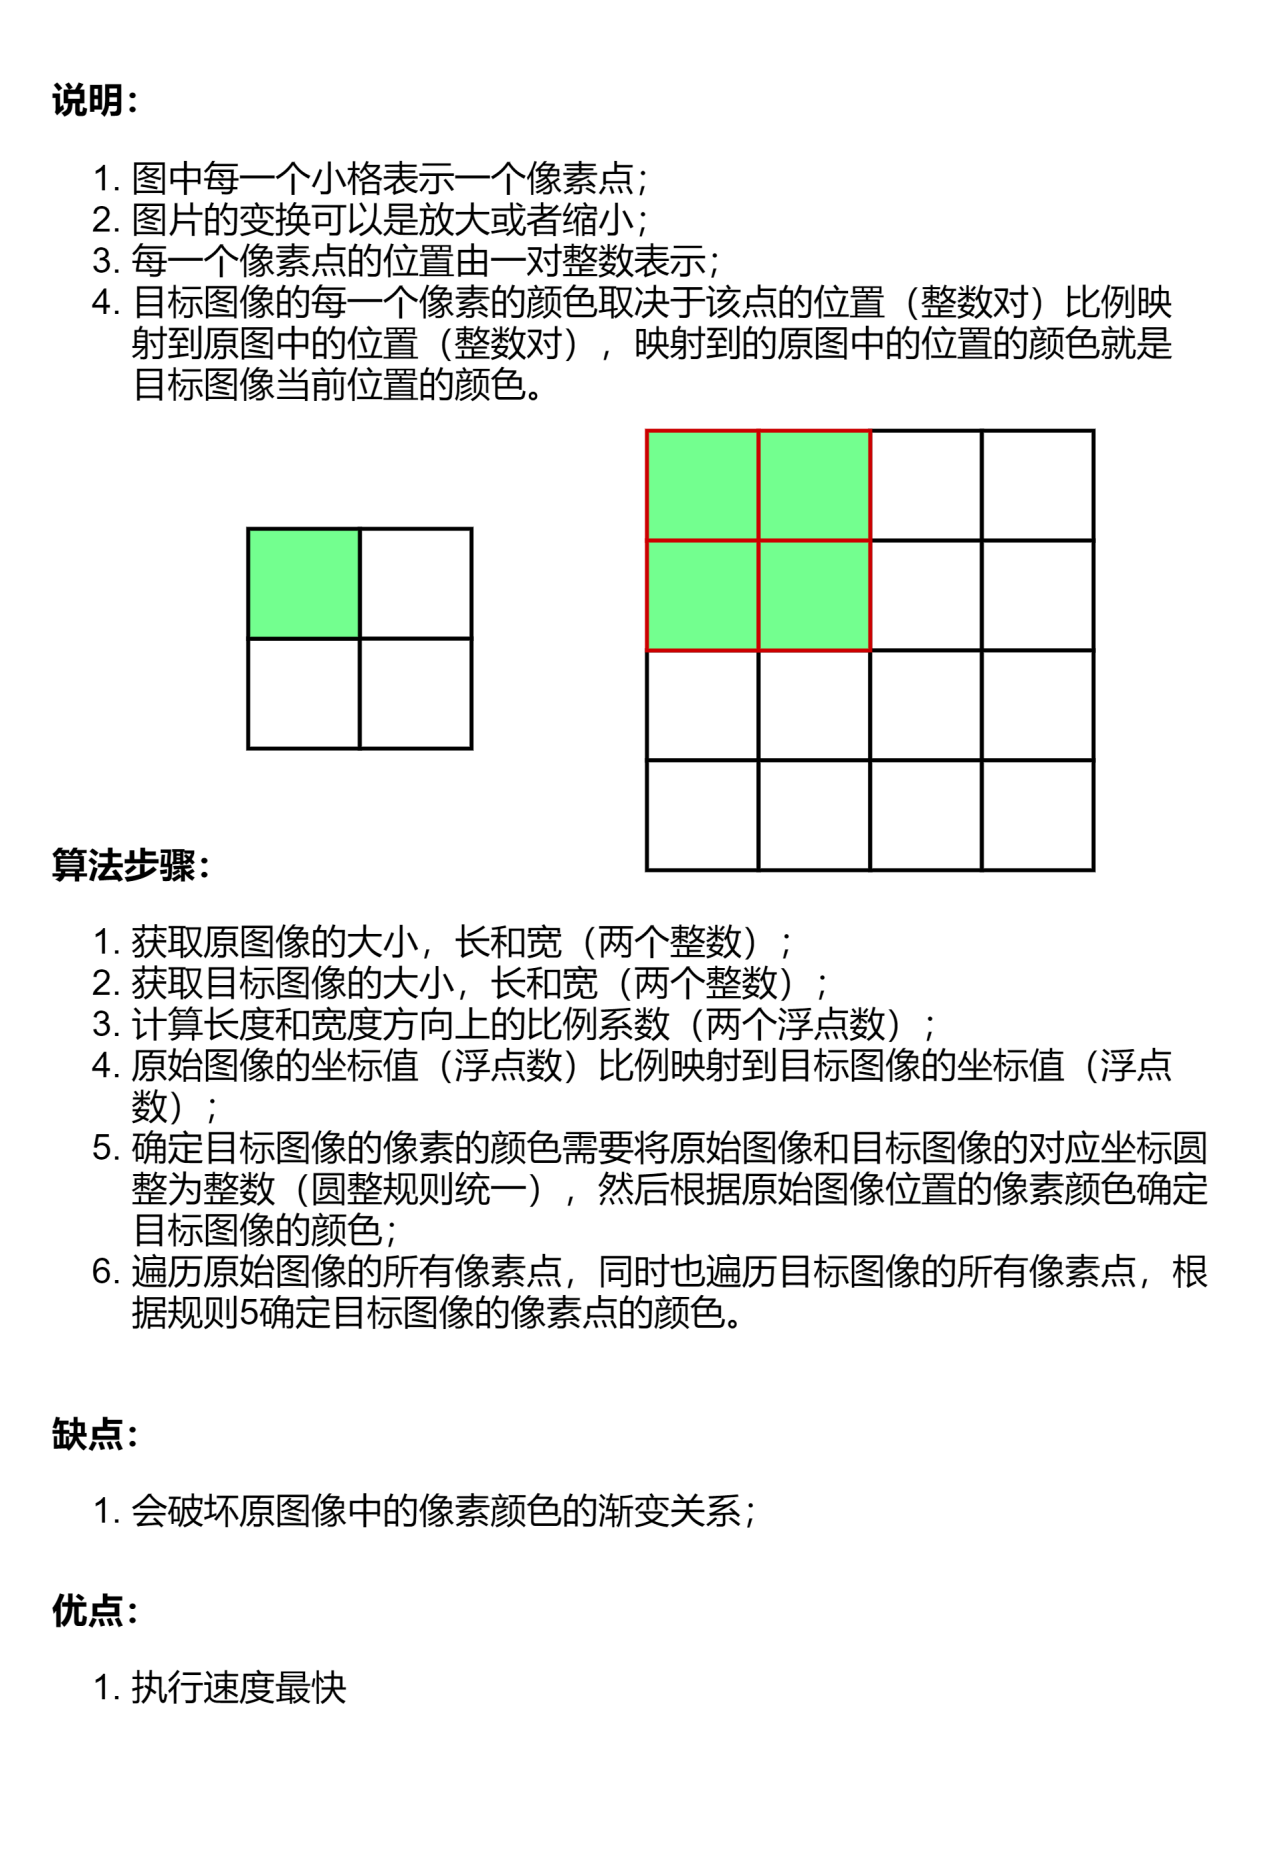 说明：
1. 图中每一个小格表示一个像素点；
2. 图片的变换可以是放大或者缩小；
3. 每一个像素点的位置由一对整数表示；
4. 目标图像的每一个像素的颜色取决于该点的位置（整数对）比例映
射到原图中的位置（整数对），映射到的原图中的位置的颜色就是
目标图像当前位置的颜色。
算法步骤：
1. 获取原图像的大小，长和宽（两个整数）；
2. 获取目标图像的大小，长和宽（两个整数）；
3. 计算长度和宽度方向上的比例系数（两个浮点数）；
4. 原始图像的坐标值（浮点数）比例映射到目标图像的坐标值（浮点
数）；
5. 确定目标图像的像素的颜色需要将原始图像和目标图像的对应坐标圆
整为整数（圆整规则统一），然后根据原始图像位置的像素颜色确定
目标图像的颜色；
6. 遍历原始图像的所有像素点，同时也遍历目标图像的所有像素点，根
据规则5确定目标图像的像素点的颜色。
缺点：
1. 会破坏原图像中的像素颜色的渐变关系；
优点：
1. 执行速度最快